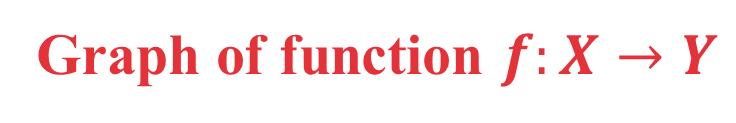 Graph of function f: X → Y